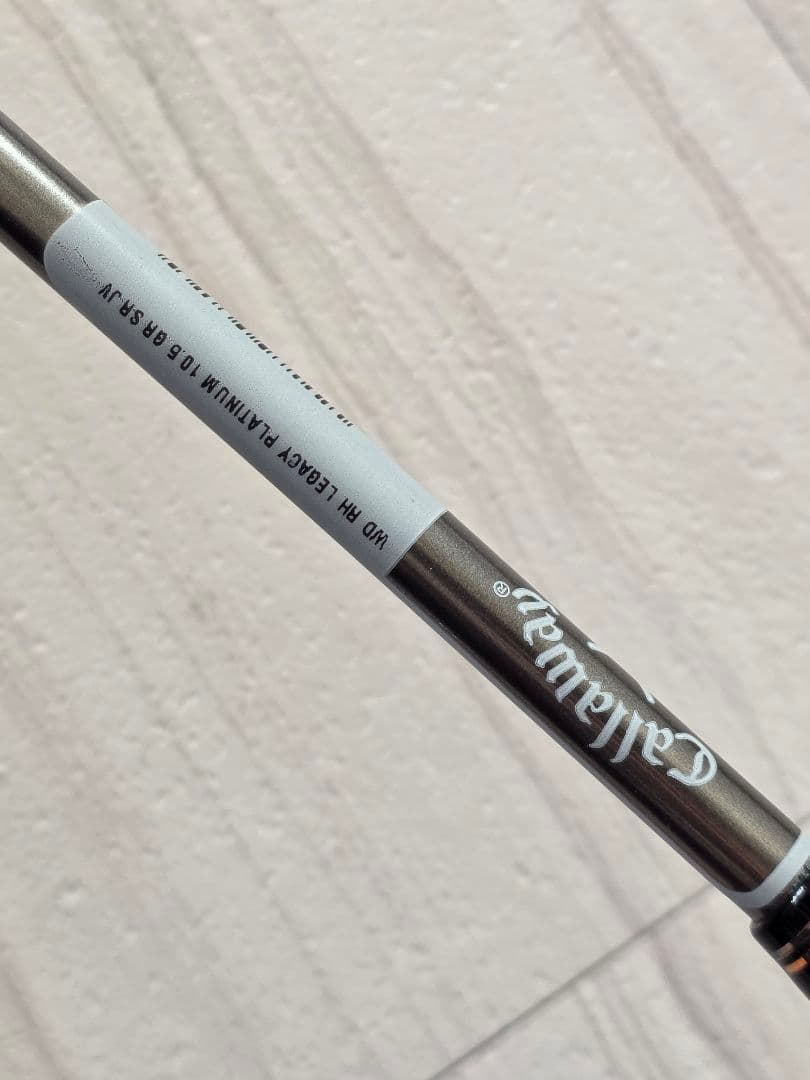 Callaway®
WD RH LEGACY PLATINUM 10.5 GR SR JV